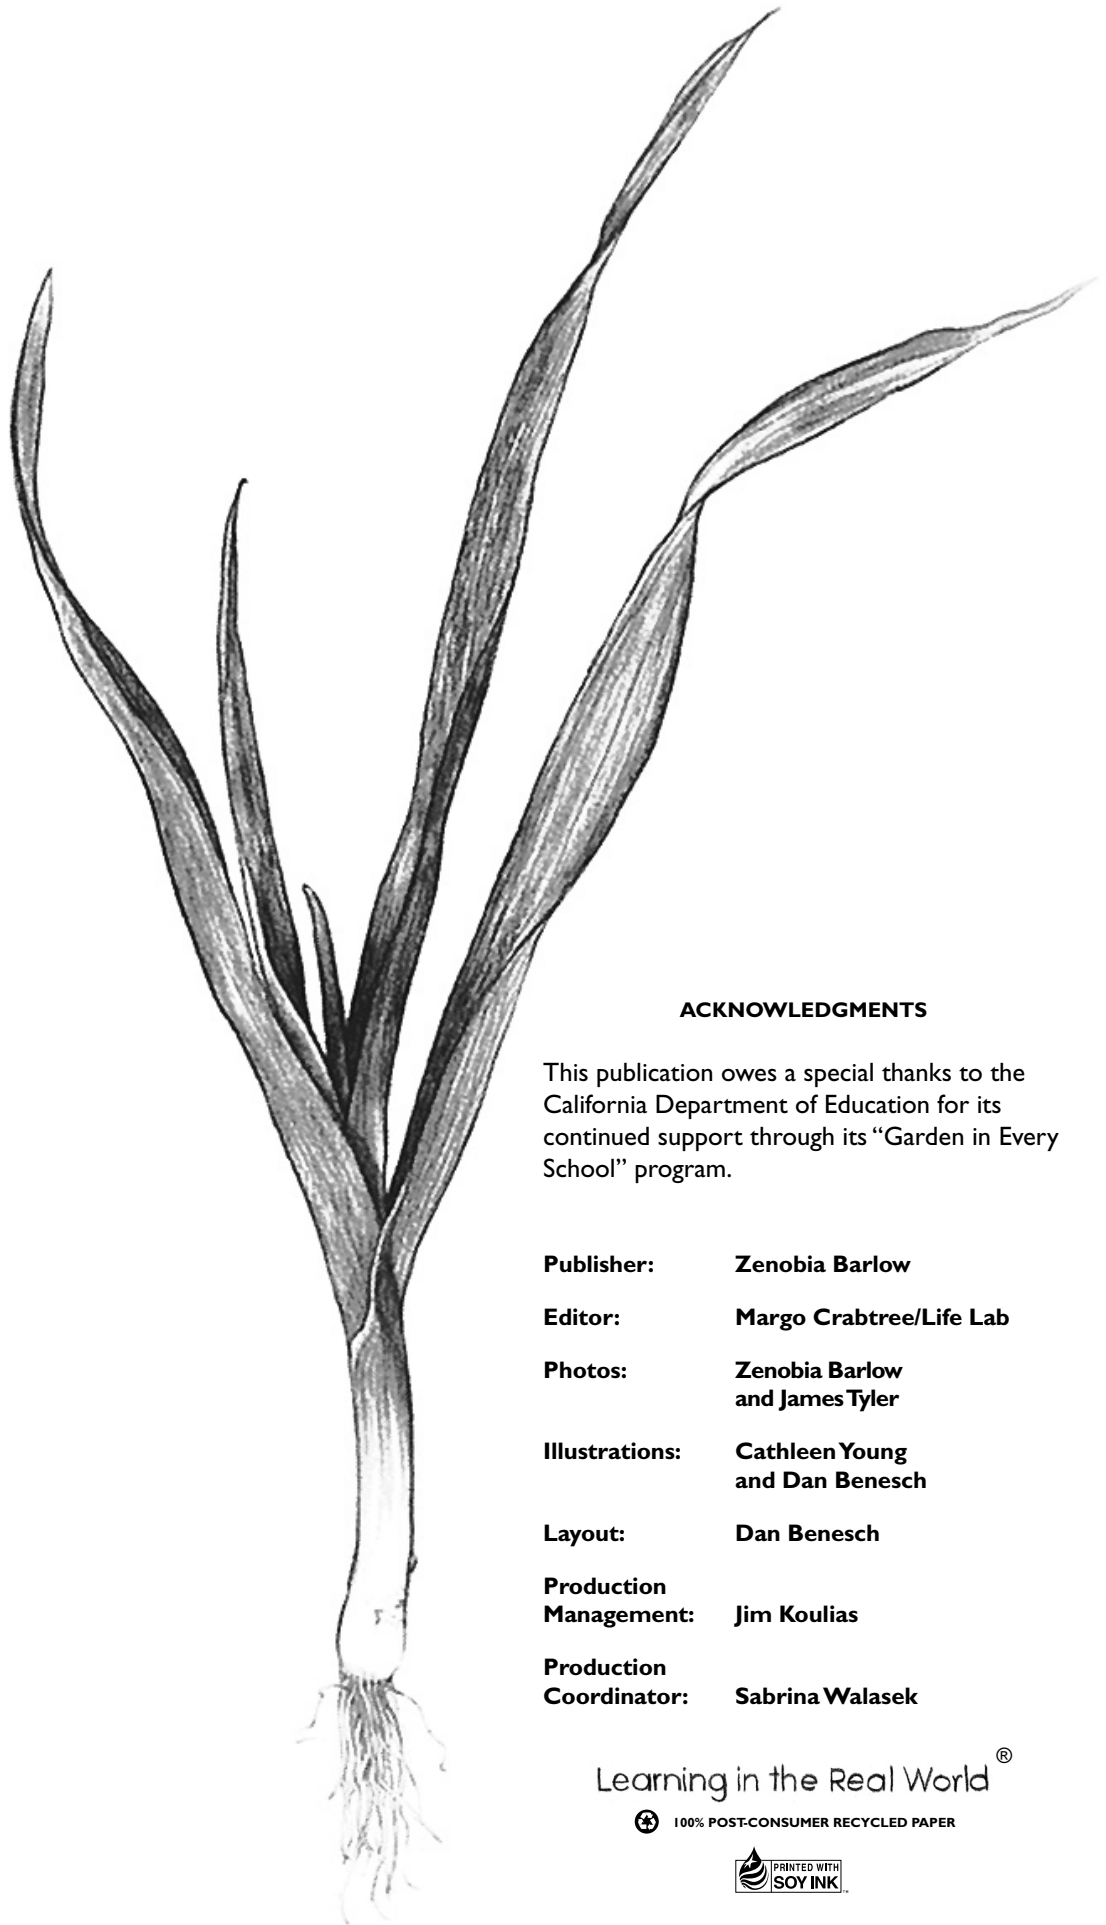 ACKNOWLEDGMENTS
This publication owes a special thanks to the
California Department of Education for its
continued support through its “Garden in Every
School” program.
Publisher: Zenobia Barlow
Editor: Margo Crabtree/Life Lab
Photos: Zenobia Barlow
and James Tyler
Illustrations: Cathleen Young
and Dan Benesch
Layout: Dan Benesch
Production
Management: Jim Koulias
Production
Coordinator: Sabrina Walasek
Learning in the Real World ®
100% POST-CONSUMER RECYCLED PAPER
PRINTED WITH
SOY INK™